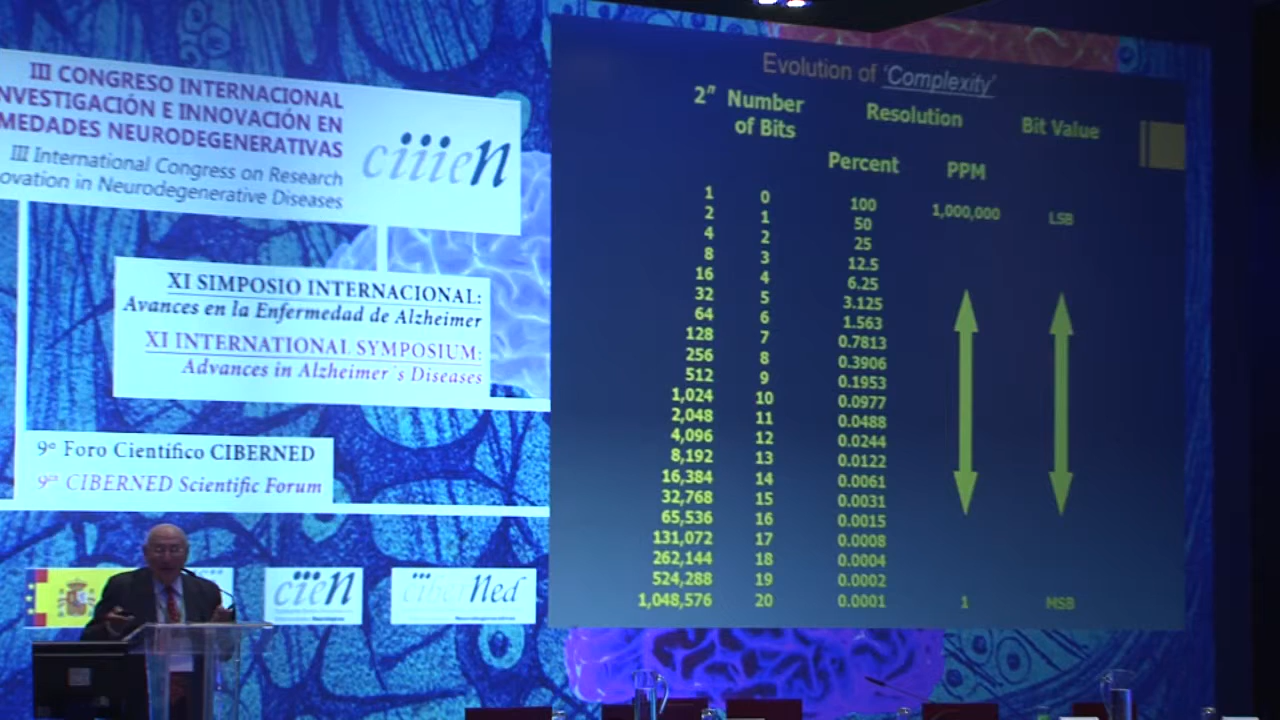 III CONGRESO INTERNACIONAL
NVESTIGACIÓN E INNOVACIÓN EN
MEDADES NEURODEGENERATIVAS
III International Congress on Research
ovation in Neurodegenerative Diseases
ciiien
XI SIMPOSIO INTERNACIONAL:
Avances en la Enfermedad de Alzheimer
XI INTERNATIONAL SYMPOSIUM:
Advances in Alzheimer´s Diseases
9º Foro Científico CIBERNED
CIBERNED Scientific Forum
ciien
ciberNed
Evolution of 'Complexity'
2ⁿ Number of Bits Resolution Bit Value
Percent PPM
1 0 100 1,000,000 LSB
2 1 50
4 2 25
8 3 12.5
16 4 6.25
32 5 3.125
64 6 1.563
128 7 0.7813
256 8 0.3906
512 9 0.1953
1,024 10 0.0977
2,048 11 0.0488
4,096 12 0.0244
8,192 13 0.0122
16,384 14 0.0061
32,768 15 0.0031
65,536 16 0.0015
131,072 17 0.0008
262,144 18 0.0004
524,288 19 0.0002
1,048,576 20 0.0001 1 MSB